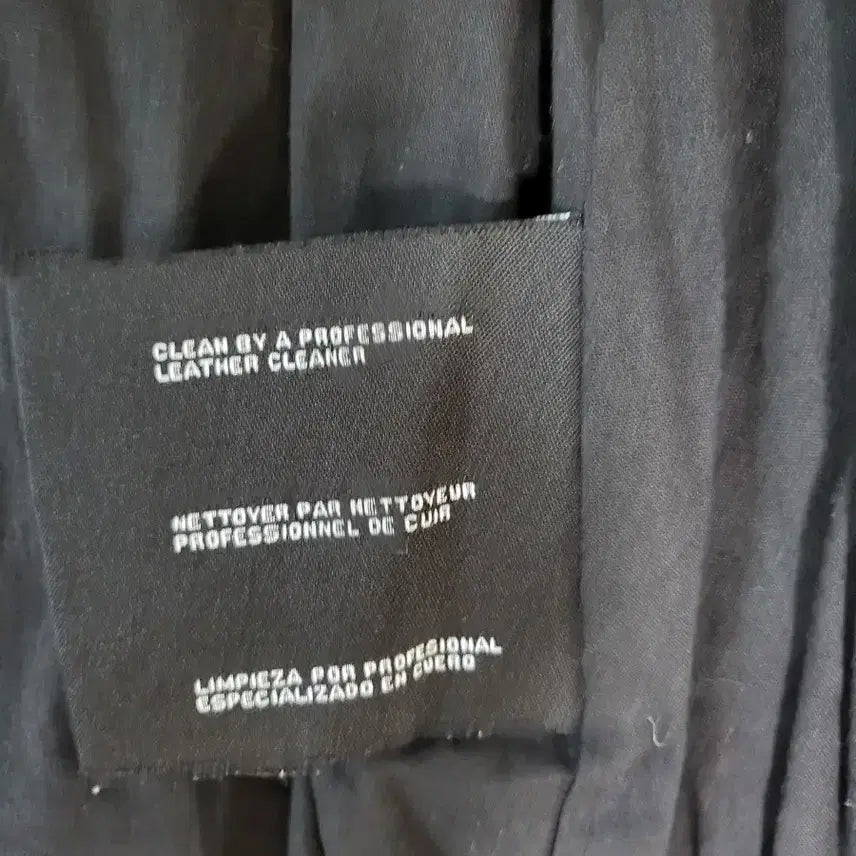 CLEAN BY A PROFESSIONAL
LEATHER CLEANER
NETTOYER PAR NETTOYEUR
PROFESSIONNEL DE CUIR
LIMPIEZA POR PROFESIONAL
ESPECIALIZADO EN CUERO